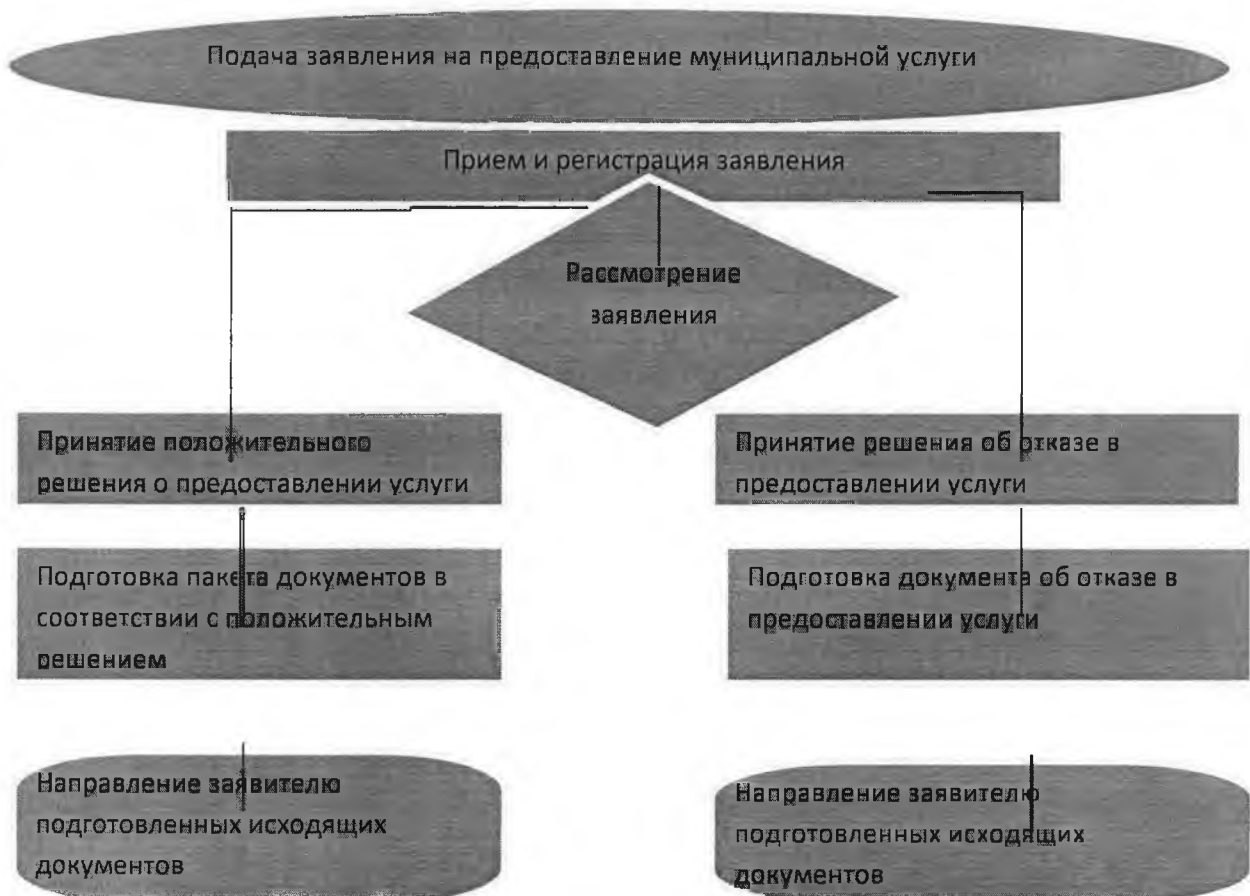 Подача заявления на предоставление муниципальной услуги
Прием и регистрация заявления
Рассмотрение
заявления
Принятие положительного
решения о предоставлении услуги
Принятие решения об отказе в
предоставлении услуги
Подготовка пакета документов в
соответствии с положительным
решением
Подготовка документа об отказе в
предоставлении услуги
Направление заявителю
подготовленных исходящих
документов
Направление заявителю
подготовленных исходящих
документов